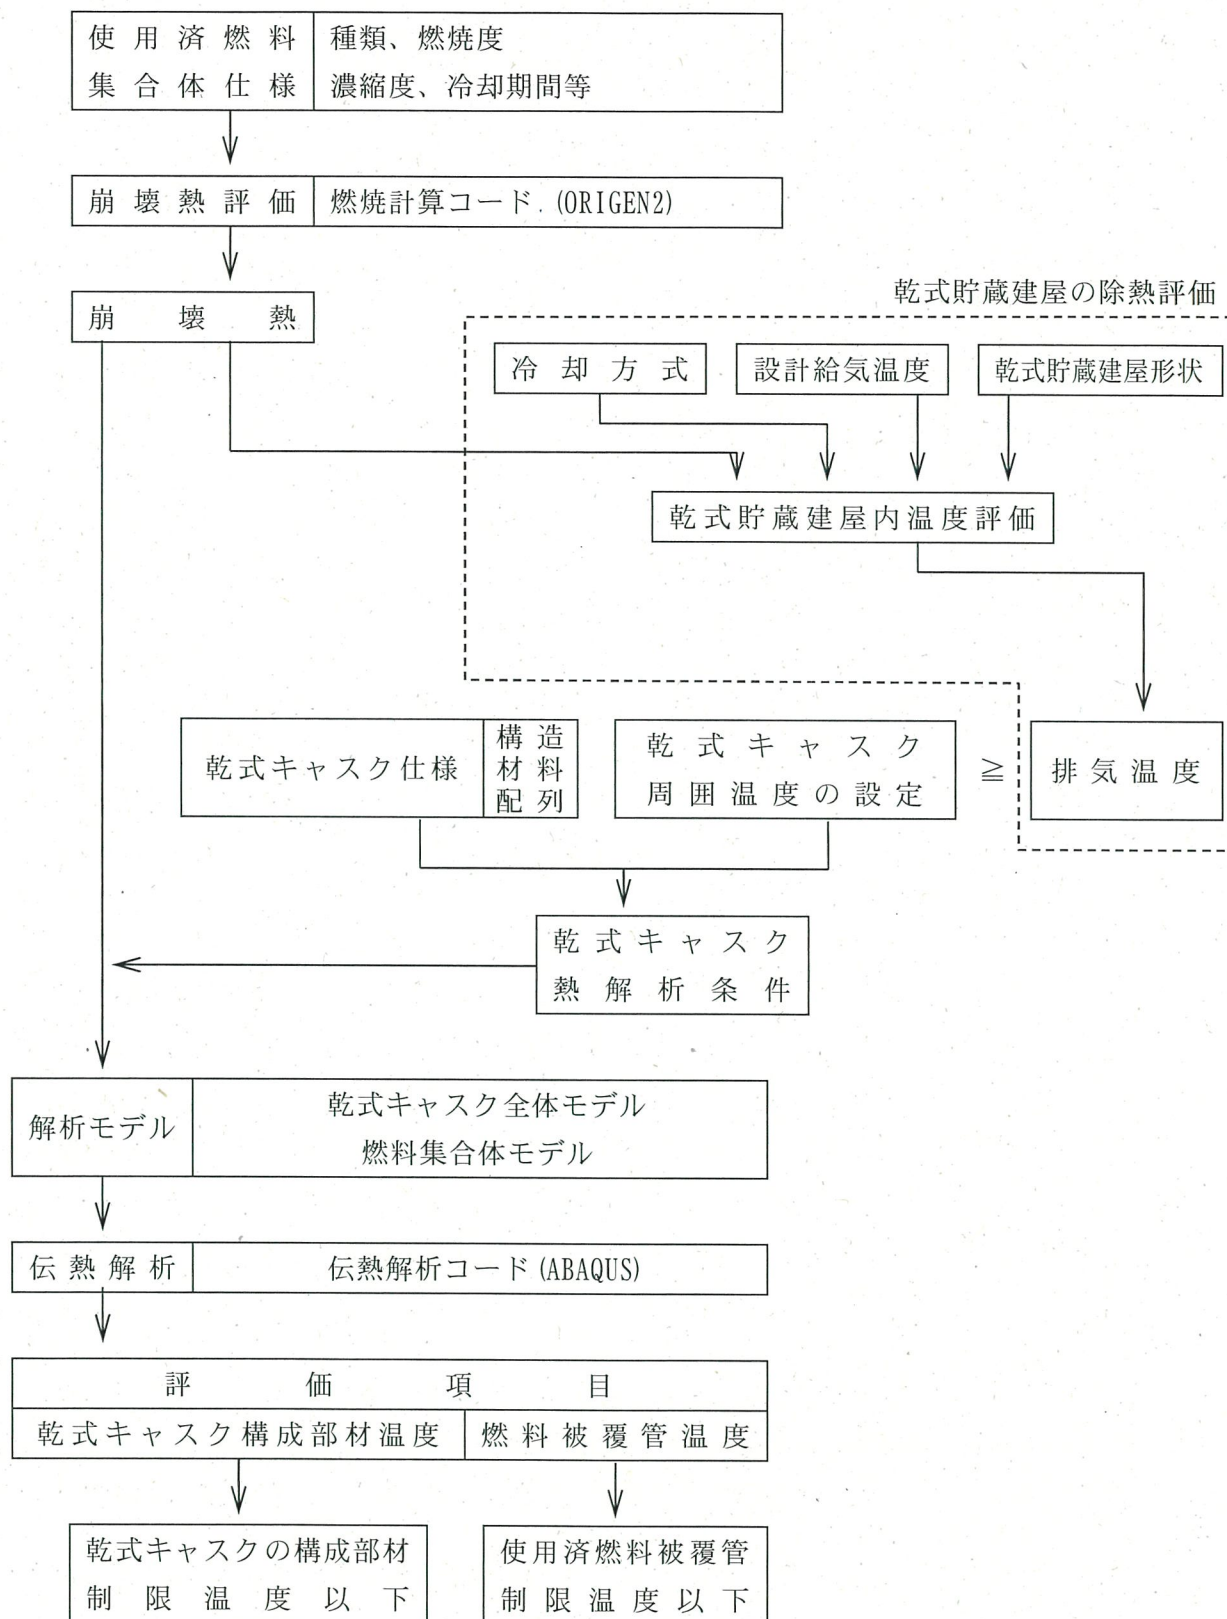 使用済燃料
集合体仕様
種類、燃焼度
濃縮度、冷却期間等
崩壊熱評価
燃焼計算コード (ORIGEN2)
崩壊熱
乾式貯蔵建屋の除熱評価
冷却方式
設計給気温度
乾式貯蔵建屋形状
乾式貯蔵建屋内温度評価
乾式キャスク仕様
構造
材料
配列
乾式キャスク
周囲温度の設定
≧
排気温度
乾式キャスク
熱解析条件
解析モデル
乾式キャスク全体モデル
燃料集合体モデル
伝熱解析
伝熱解析コード(ABAQUS)
評価項目
乾式キャスク構成部材温度
燃料被覆管温度
乾式キャスクの構成部材
制限温度以下
使用済燃料被覆管
制限温度以下